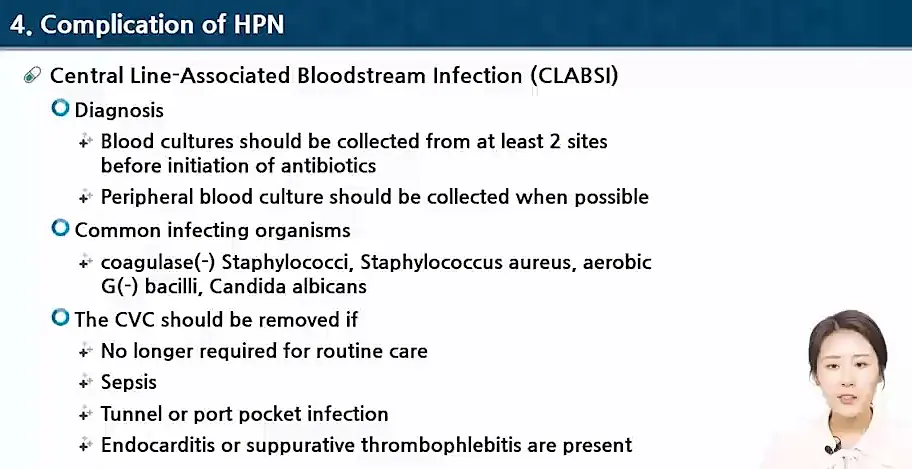 4. Complication of HPN
Central Line-Associated Bloodstream Infection (CLABSI)
Diagnosis
Blood cultures should be collected from at least 2 sites
before initiation of antibiotics
Peripheral blood culture should be collected when possible
Common infecting organisms
coagulase(-) Staphylococci, Staphylococcus aureus, aerobic
G(-) bacilli, Candida albicans
The CVC should be removed if
No longer required for routine care
Sepsis
Tunnel or port pocket infection
Endocarditis or suppurative thrombophlebitis are present